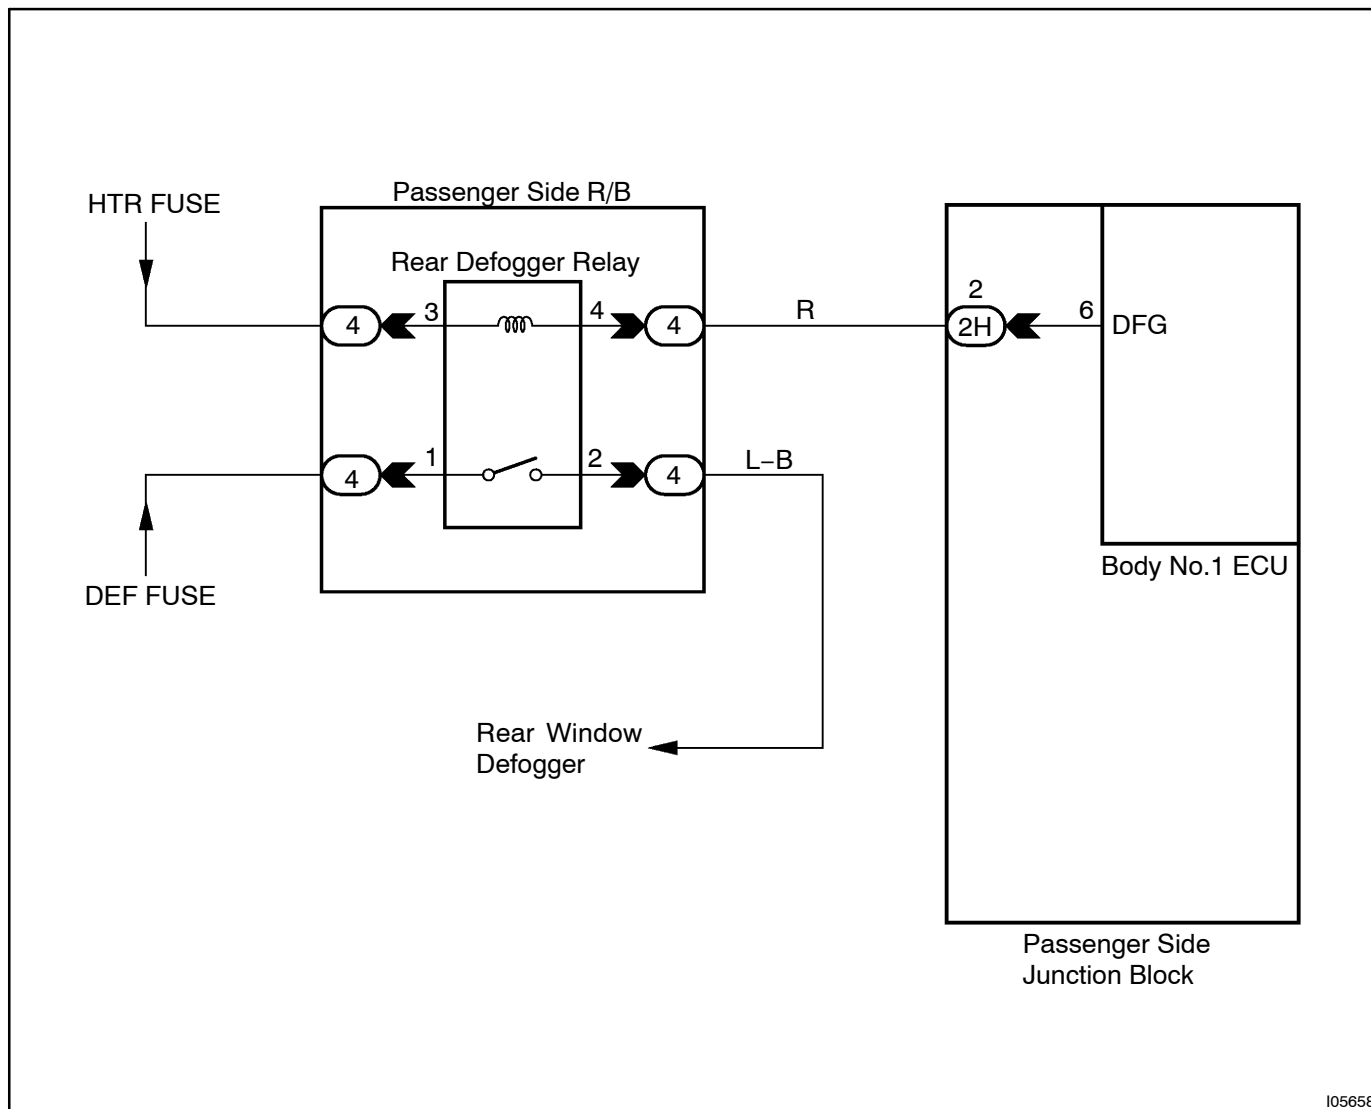 Passenger Side R/B
HTR FUSE
Rear Defogger Relay
4
3
4
4
R
2
2H
6
DFG
4
1
2
4
L–B
DEF FUSE
Body No.1 ECU
Rear Window
Defogger
Passenger Side
Junction Block
I05658